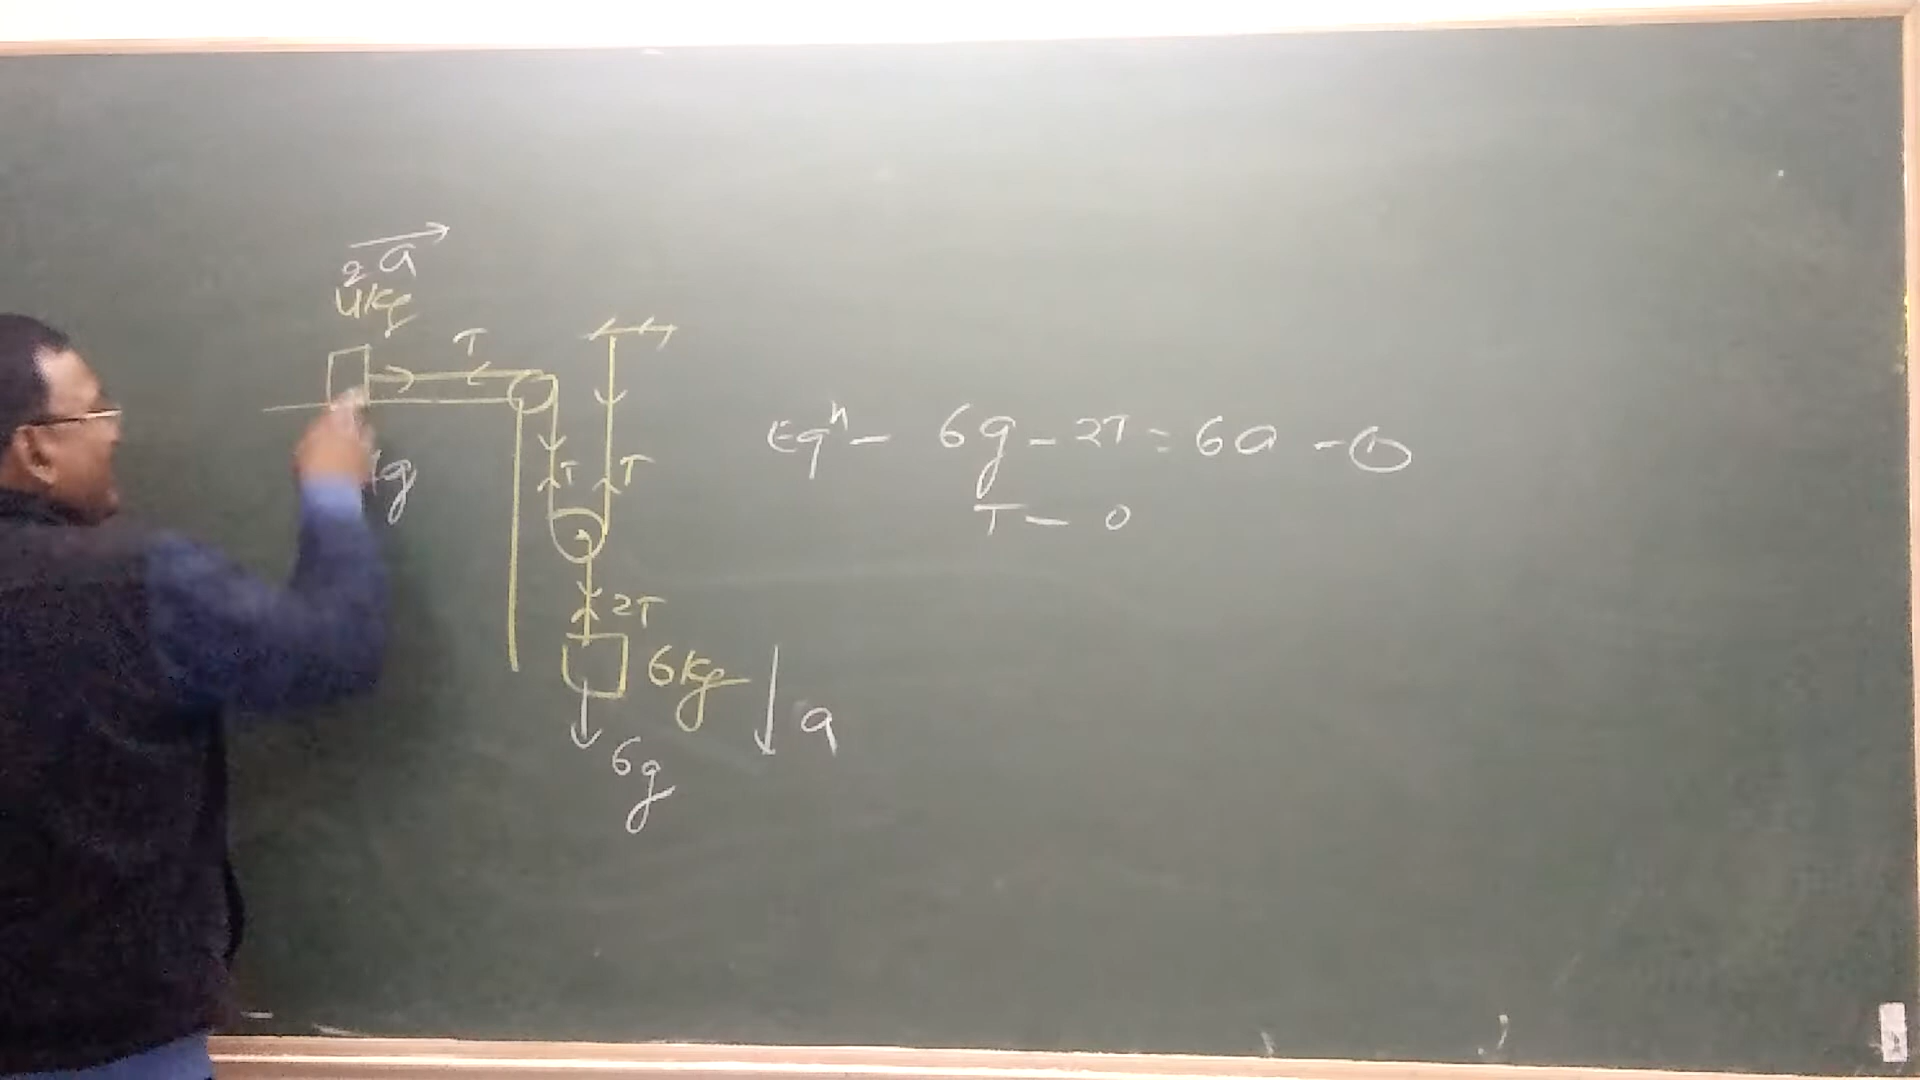 2a
4kg
T
T T
2T
6kg
a
6g
Eqⁿ- 6g-2T=6a -①
T- 0